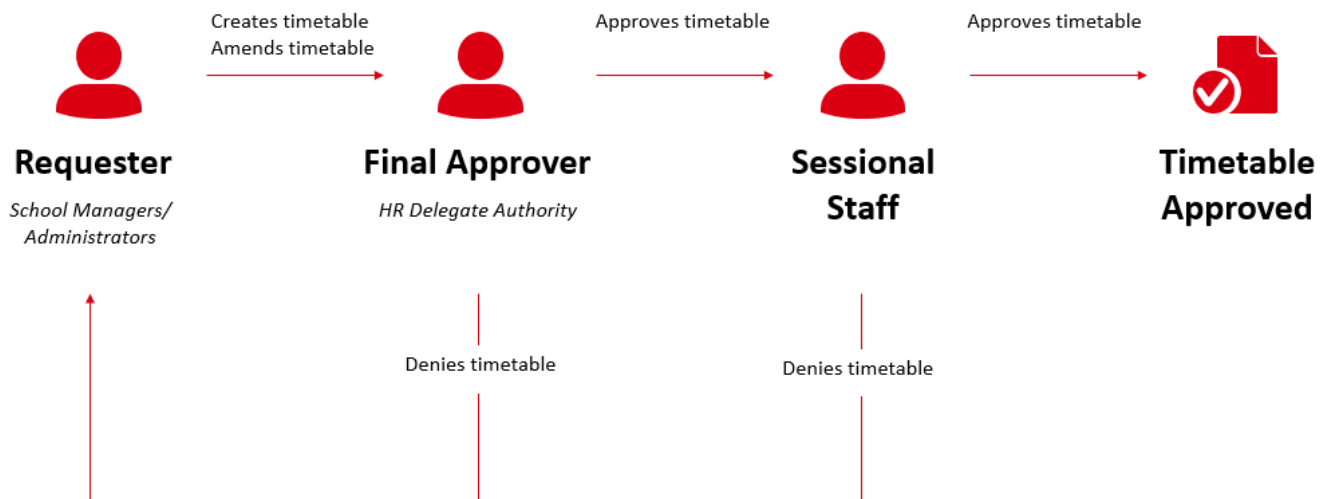 Creates timetable
Amends timetable
Approves timetable
Approves timetable
Requester
School Managers/
Administrators
Final Approver
HR Delegate Authority
Sessional
Staff
Timetable
Approved
Denies timetable
Denies timetable